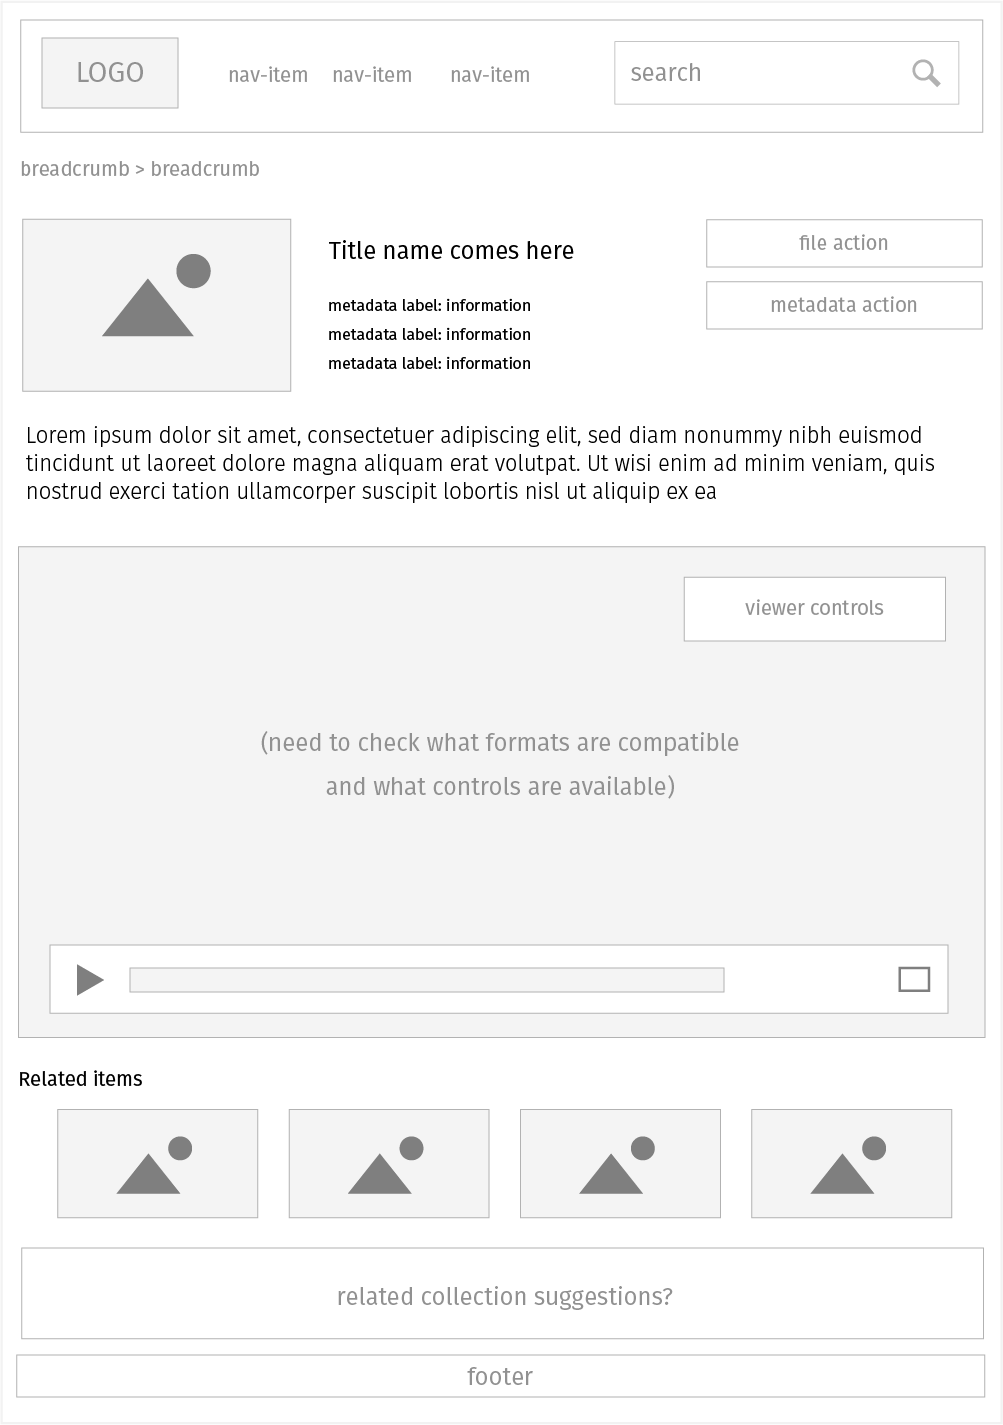 LOGO
nav-item nav-item nav-item
search
breadcrumb > breadcrumb
Title name comes here
metadata label: information
metadata label: information
metadata label: information
file action
metadata action
Lorem ipsum dolor sit amet, consectetuer adipiscing elit, sed diam nonummy nibh euismod
tincidunt ut laoreet dolore magna aliquam erat volutpat. Ut wisi enim ad minim veniam, quis
nostrud exerci tation ullamcorper suscipit lobortis nisl ut aliquip ex ea
viewer controls
(need to check what formats are compatible
and what controls are available)
Related items
related collection suggestions?
footer